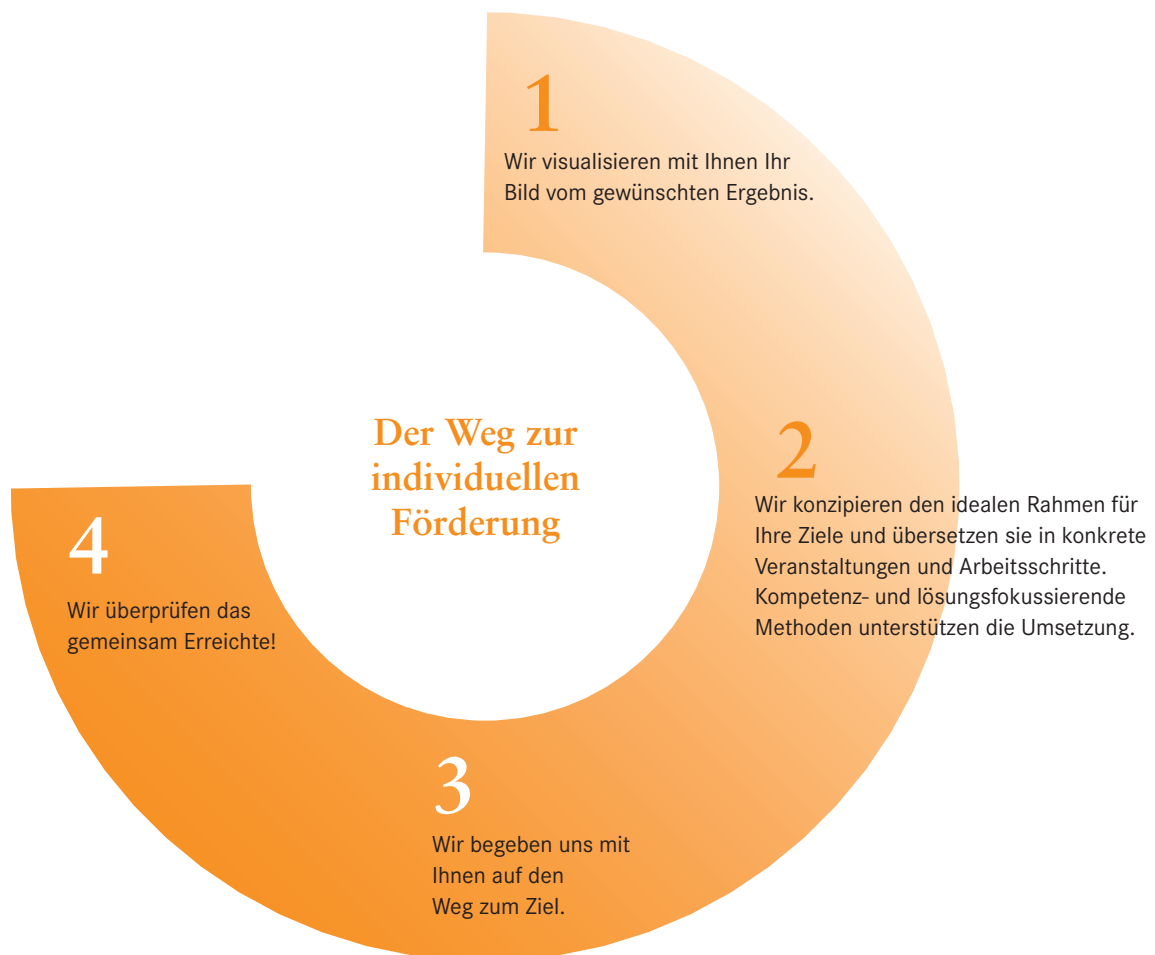 1
Wir visualisieren mit Ihnen Ihr
Bild vom gewünschten Ergebnis.
Der Weg zur
individuellen
Förderung
2
Wir konzipieren den idealen Rahmen für
Ihre Ziele und übersetzen sie in konkrete
Veranstaltungen und Arbeitsschritte.
Kompetenz- und lösungsfokussierende
Methoden unterstützen die Umsetzung.
3
Wir begeben uns mit
Ihnen auf den
Weg zum Ziel.
4
Wir überprüfen das
gemeinsam Erreichte!